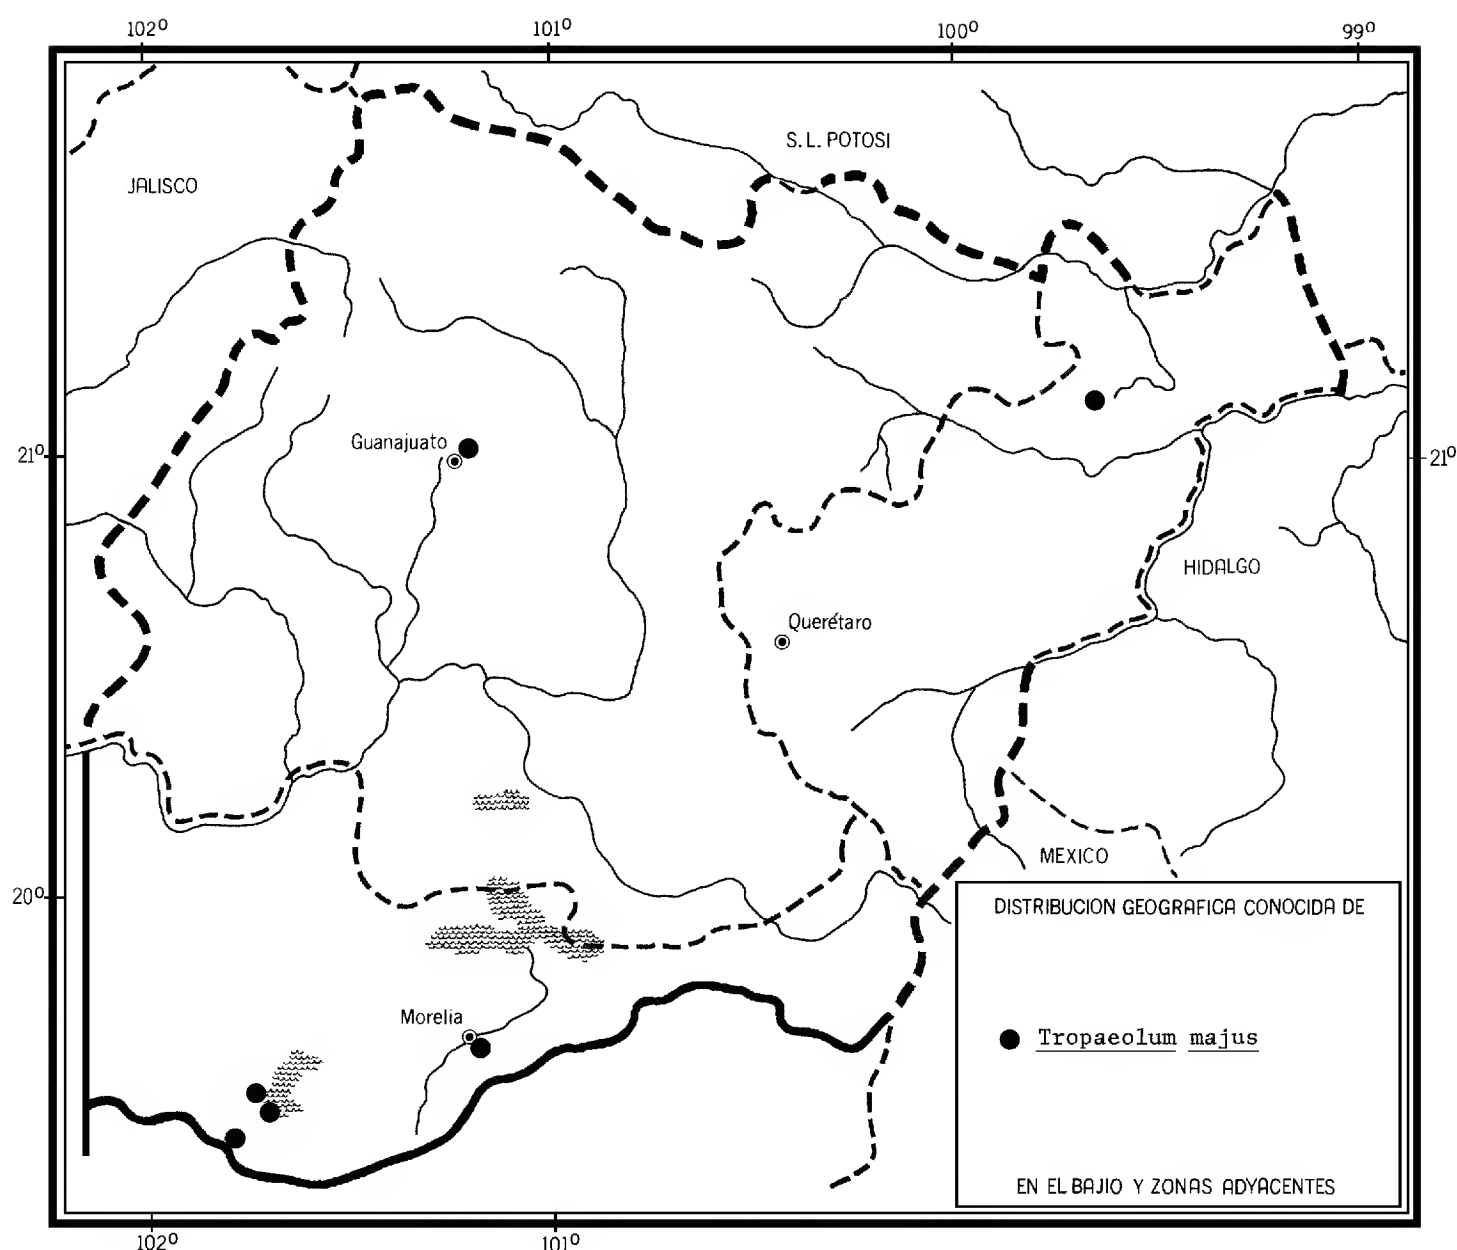 102º 101º 100º 99º
S.L. POTOSI
JALISCO
Guanajuato
21º 21º
HIDALGO
Querétaro
MEXICO
20º
DISTRIBUCION GEOGRAFICA CONOCIDA DE
Morelia
Tropaeolum majus
EN EL BAJIO Y ZONAS ADYACENTES
102º 101º